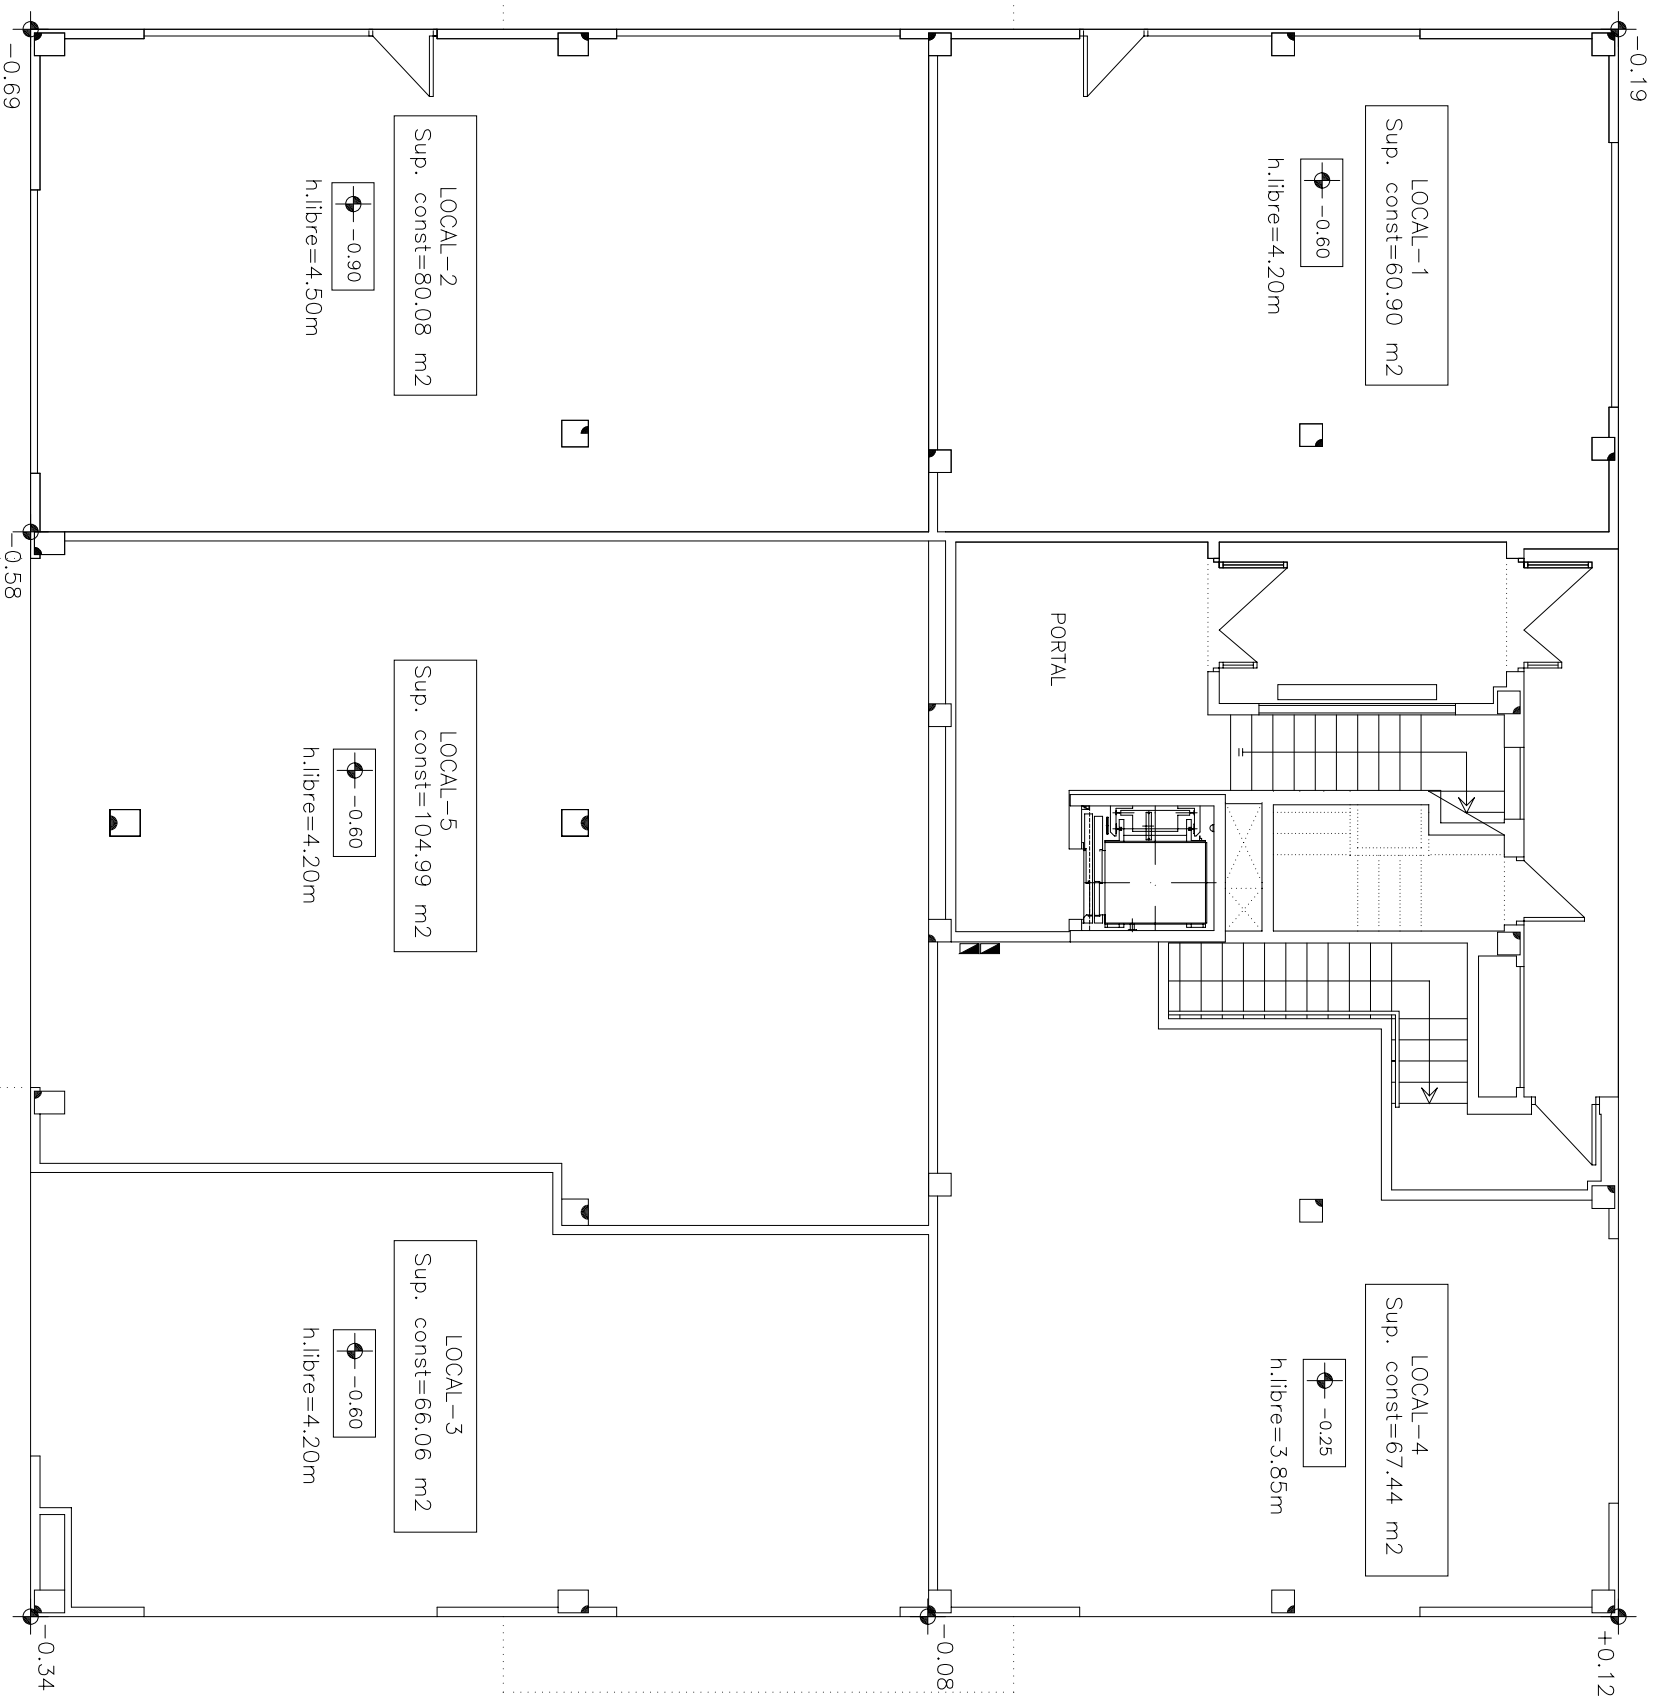 -0.69
-0.19
LOCAL-2
Sup. const=80.08 m2
-0.90
h.libre=4.50m
LOCAL-1
Sup. const=60.90 m2
-0.60
h.libre=4.20m
-0.58
PORTAL
LOCAL-5
Sup. const=104.99 m2
-0.60
h.libre=4.20m
LOCAL-3
Sup. const=66.06 m2
-0.60
h.libre=4.20m
LOCAL-4
Sup. const=67.44 m2
-0.25
h.libre=3.85m
-0.34
-0.08
+0.12